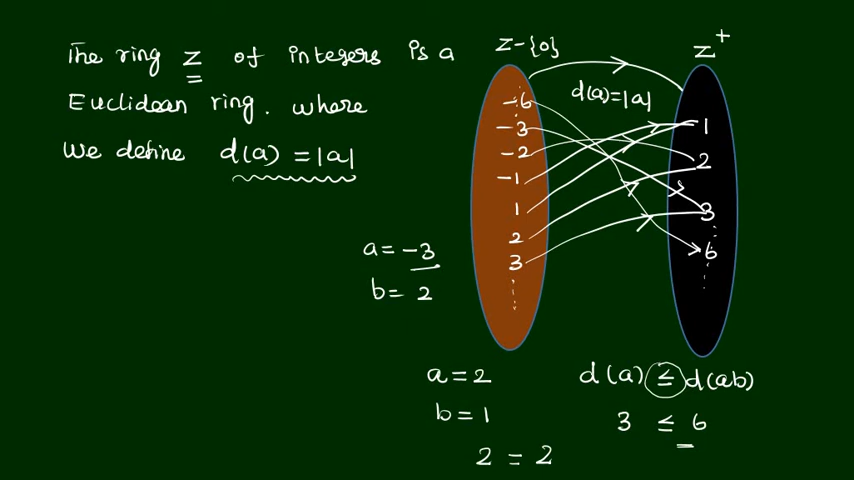 The ring Z of integers is a
Euclidean ring. where
We define d(a) = |a|
Z-{0}
Z+
d(a)=|a|
-6
-3
-2
-1
1
2
3
1
2
3
6
a = -3
b = 2
a = 2
b = 1
2 = 2
d(a) ≤ d(ab)
3 ≤ 6